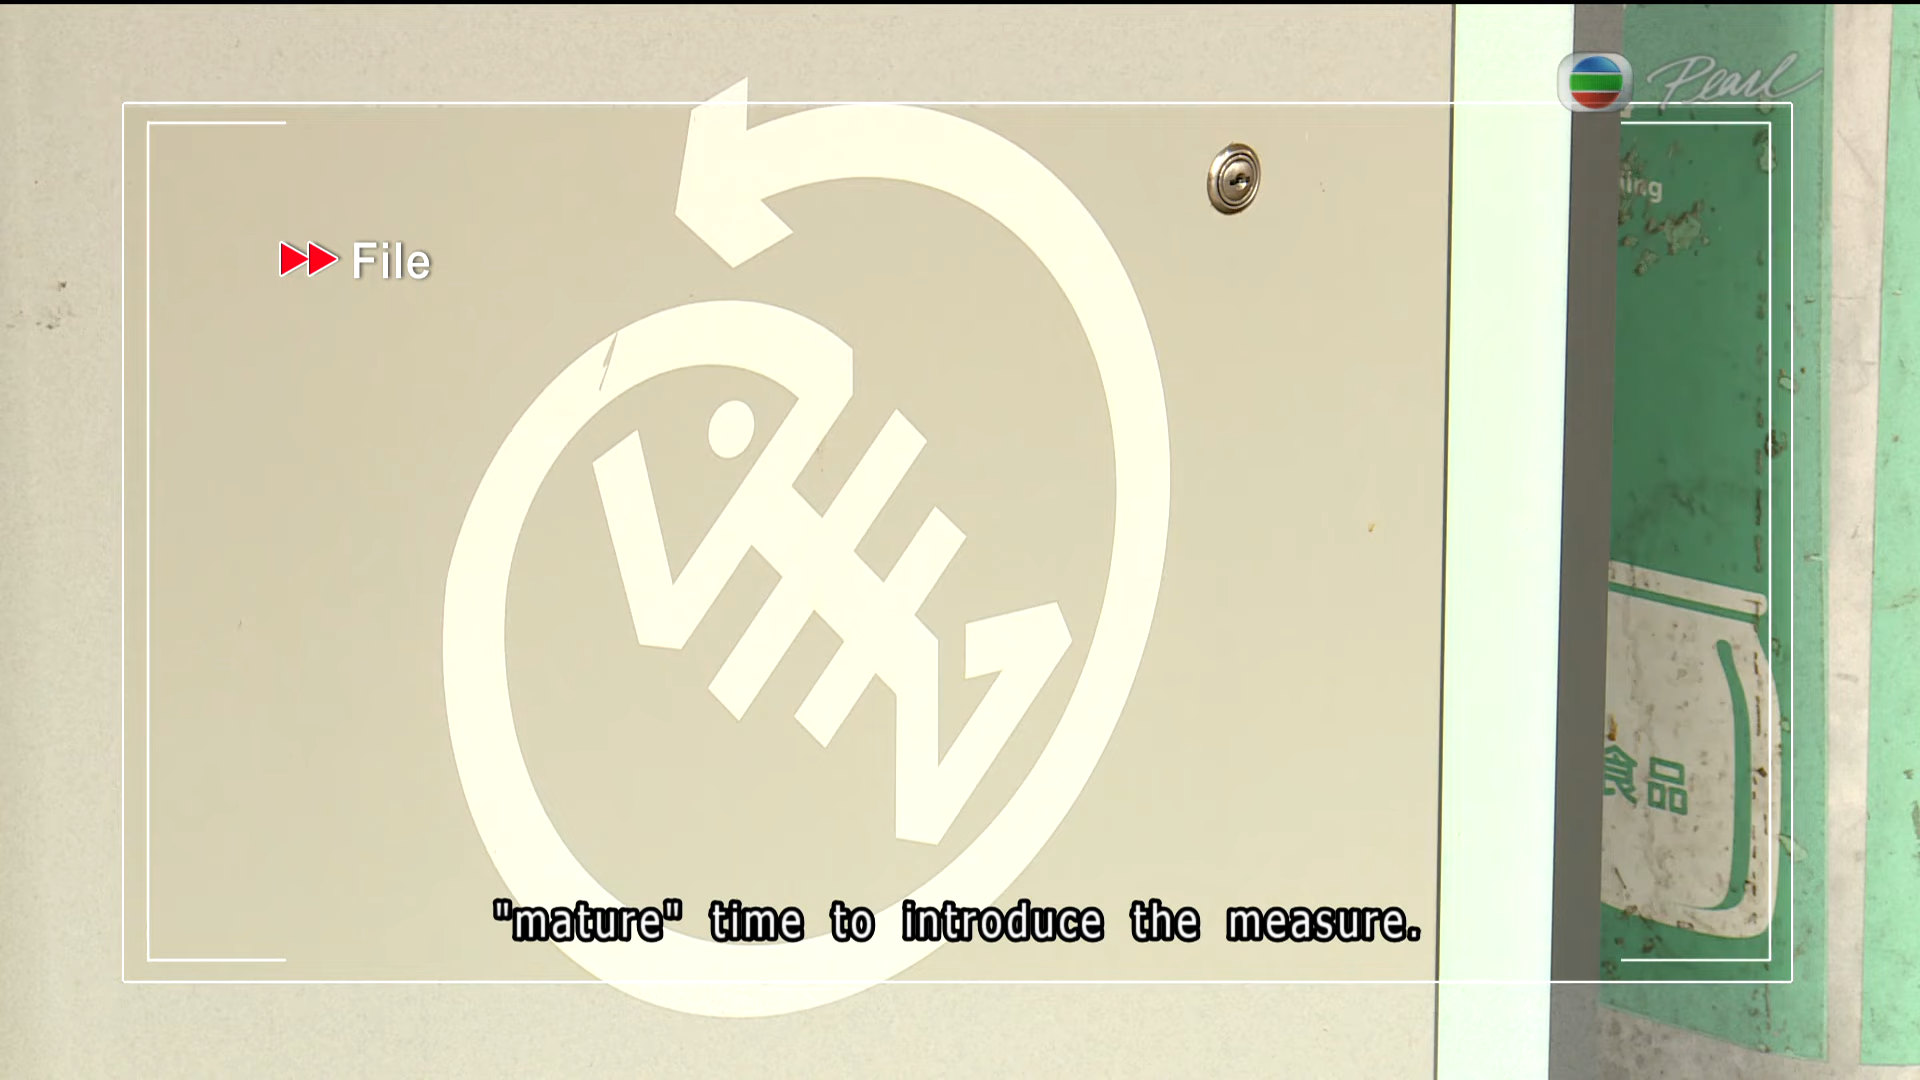 Pearl
File
食品
"mature" time to introduce the measure.